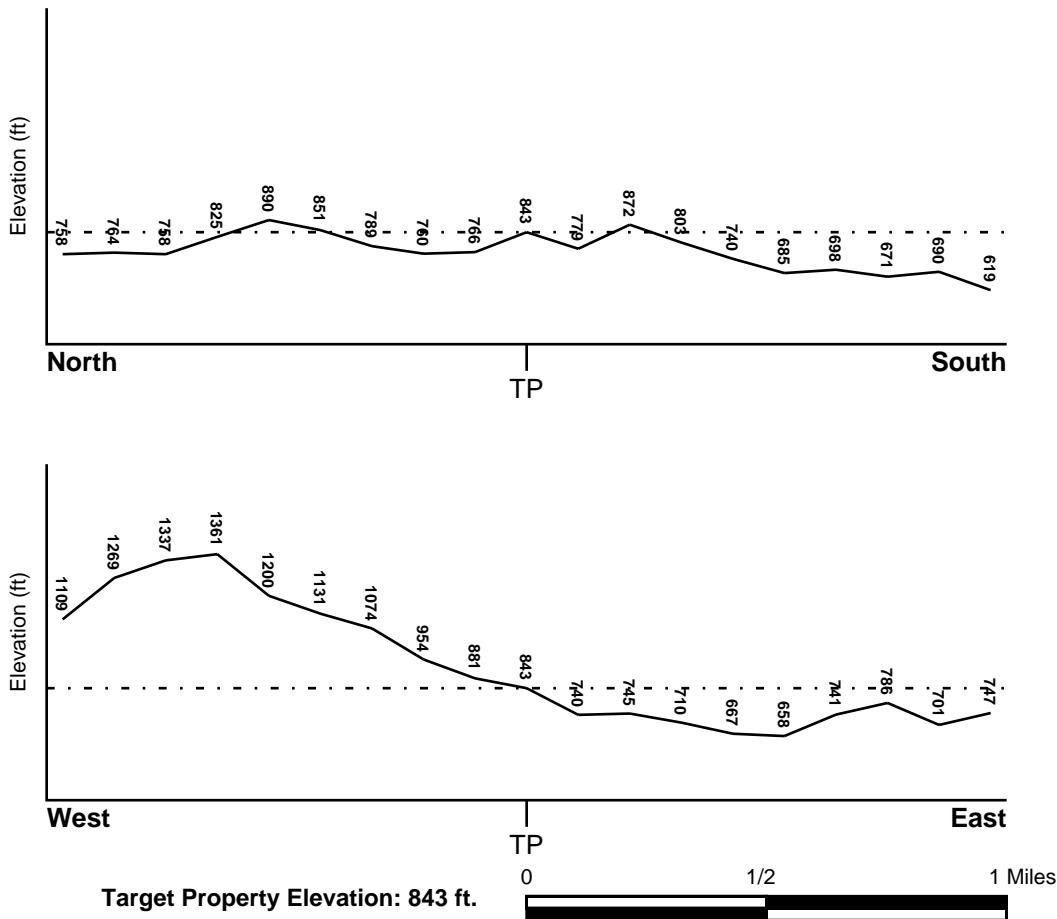 Elevation (ft)
758 764 758 825 890 851 789 760 766 843 779 872 803 740 685 698 671 690 619
North South
TP
Elevation (ft)
1109 1269 1337 1361 1200 1131 1074 954 881 843 740 745 710 667 658 741 786 701 747
West East
TP
Target Property Elevation: 843 ft.
0 1/2 1 Miles